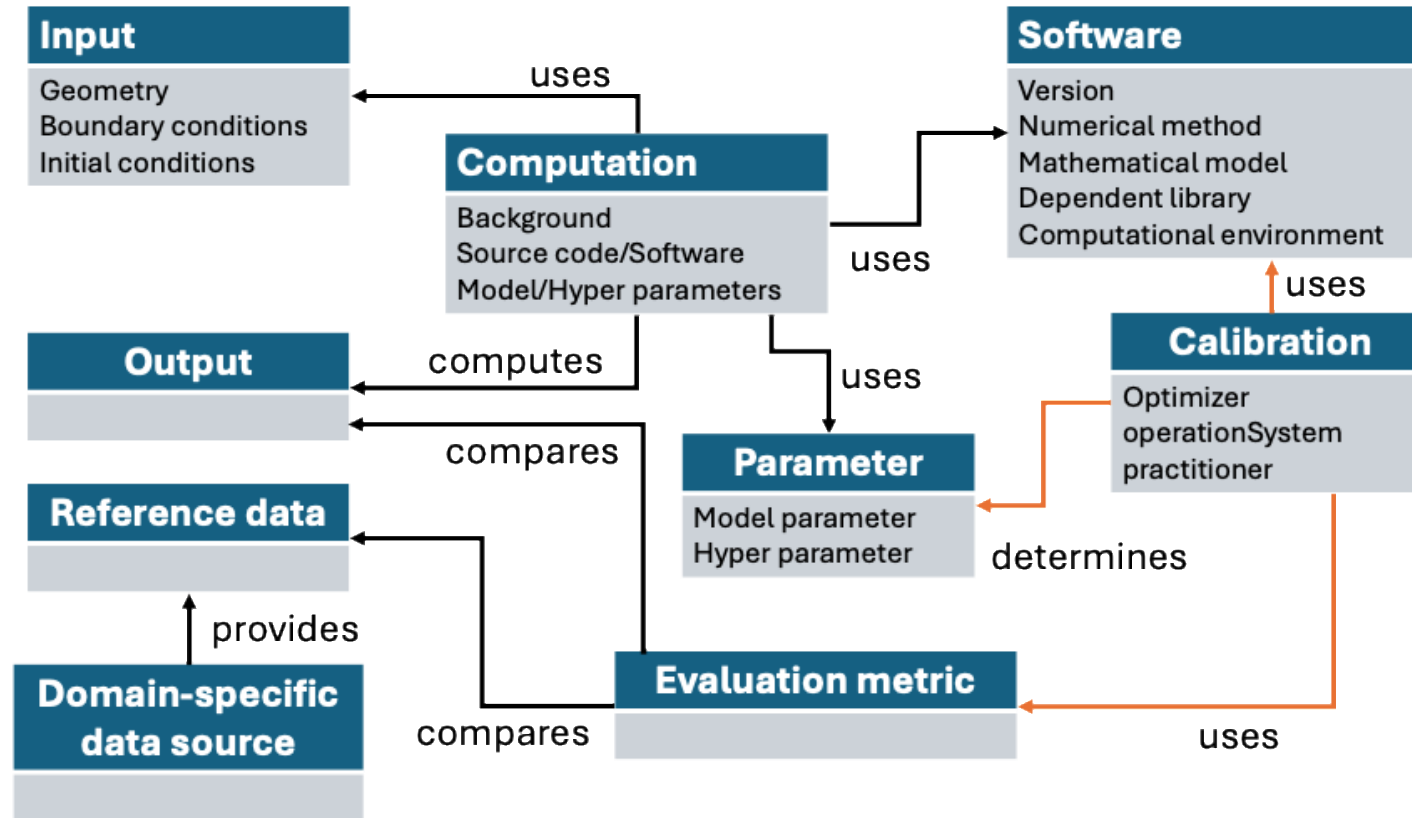 Input
Geometry
Boundary conditions
Initial conditions
uses
Software
Version
Numerical method
Mathematical model
Dependent library
Computational environment
Computation
Background
Source code/Software
Model/Hyper parameters
uses
uses
Calibration
Optimizer
operationSystem
practitioner
Output
computes
uses
compares
Parameter
Model parameter
Hyper parameter
determines
Reference data
provides
Domain-specific
data source
Evaluation metric
compares
uses